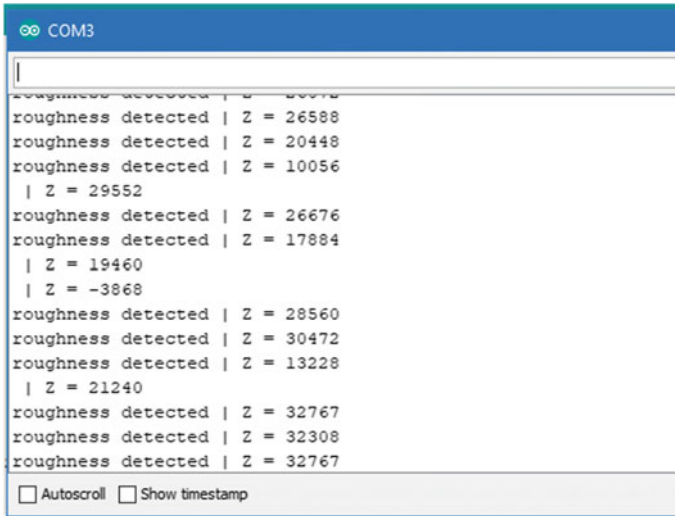 COM3
roughness detected | Z = 26588
roughness detected | Z = 20448
roughness detected | Z = 10056
| Z = 29552
roughness detected | Z = 26676
roughness detected | Z = 17884
| Z = 19460
| Z = -3868
roughness detected | Z = 28560
roughness detected | Z = 30472
roughness detected | Z = 13228
| Z = 21240
roughness detected | Z = 32767
roughness detected | Z = 32308
roughness detected | Z = 32767
Autoscroll Show timestamp